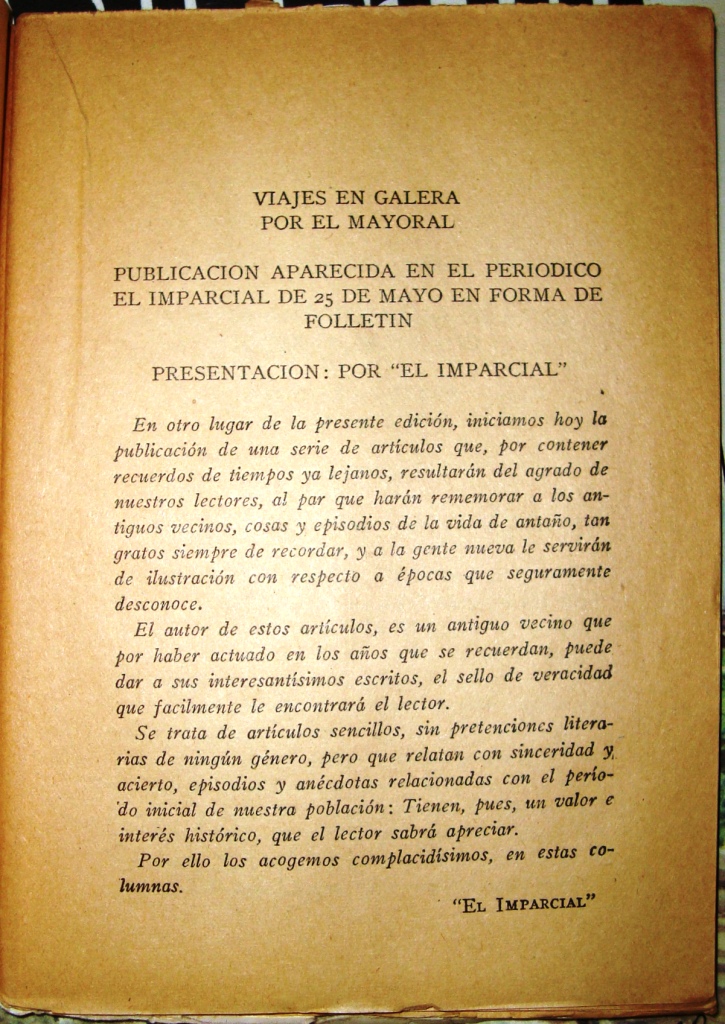 VIAJES EN GALERA
POR EL MAYORAL
PUBLICACION APARECIDA EN EL PERIODICO
EL IMPARCIAL DE 25 DE MAYO EN FORMA DE
FOLLETIN
PRESENTACION: POR "EL IMPARCIAL"
En otro lugar de la presente edición, iniciamos hoy la
publicación de una serie de artículos que, por contener
recuerdos de tiempos ya lejanos, resultarán del agrado de
nuestros lectores, al par que harán rememorar a los an-
tiguos vecinos, cosas y episodios de la vida de antaño, tan
gratos siempre de recordar, y a la gente nueva le servirán
de ilustración con respecto a épocas que seguramente
desconoce.
El autor de estos artículos, es un antiguo vecino que
por haber actuado en los años que se recuerdan, puede
dar a sus interesantísimos escritos, el sello de veracidad
que facilmente le encontrará el lector.
Se trata de artículos sencillos, sin pretenciones litera-
rias de ningún género, pero que relatan con sinceridad y
acierto, episodios y anécdotas relacionadas con el perío-
do inicial de nuestra población: Tienen, pues, un valor e
interés histórico, que el lector sabrá apreciar.
Por ello los acogemos complacidísimos, en estas co-
lumnas.
"EL IMPARCIAL"